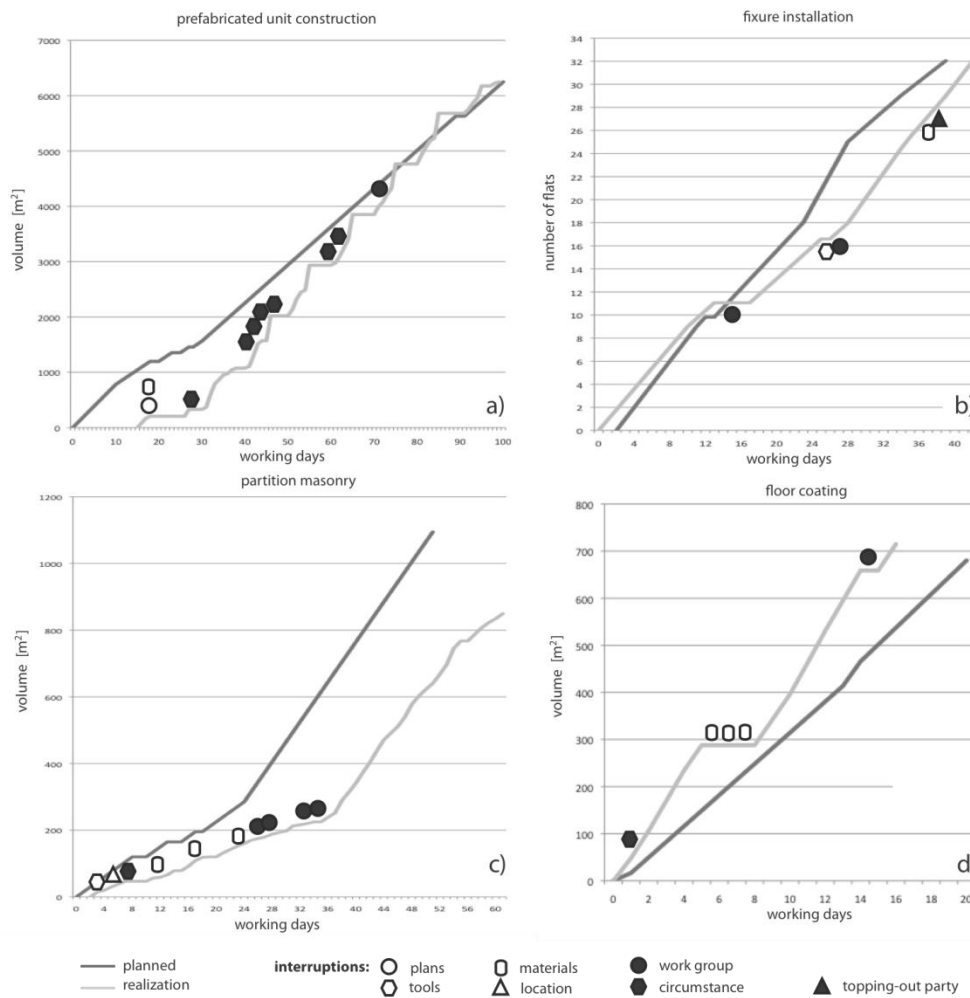 prefabricated unit construction
7000
6000
5000
4000
3000
2000
1000
0
volume [m²]
0 10 20 30 40 50 60 70 80 90 100
working days
a)
fixure installation
34
32
30
28
26
24
22
20
18
16
14
12
10
8
6
4
2
0
number of flats
0 4 8 12 16 20 24 28 32 36 40
working days
b)
partition masonry
1200
1000
800
600
400
200
0
volume [m²]
0 4 8 12 16 20 24 28 32 36 40 44 48 52 56 60
working days
c)
floor coating
800
700
600
500
400
300
200
100
0
volume [m²]
0 2 4 6 8 10 12 14 16 18 20
working days
d
planned
realization
interruptions:
plans
materials
work group
tools
location
circumstance
topping-out party